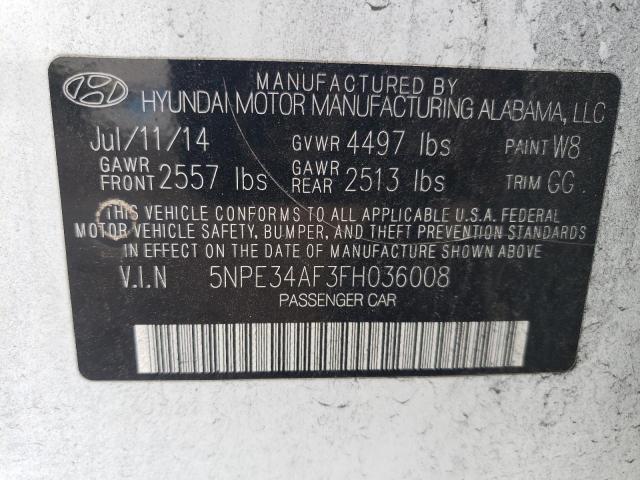 MANUFACTURED BY
HYUNDAI MOTOR MANUFACTURING ALABAMA, LLC
Jul/11/14 GVWR 4497 lbs PAINT W8
GAWR FRONT 2557 lbs GAWR REAR 2513 lbs TRIM GG
THIS VEHICLE CONFORMS TO ALL APPLICABLE U.S.A. FEDERAL
MOTOR VEHICLE SAFETY, BUMPER, AND THEFT PREVENTION STANDARDS
IN EFFECT ON THE DATE OF MANUFACTURE SHOWN ABOVE.
V.I.N 5NPE34AF3FH036008
PASSENGER CAR